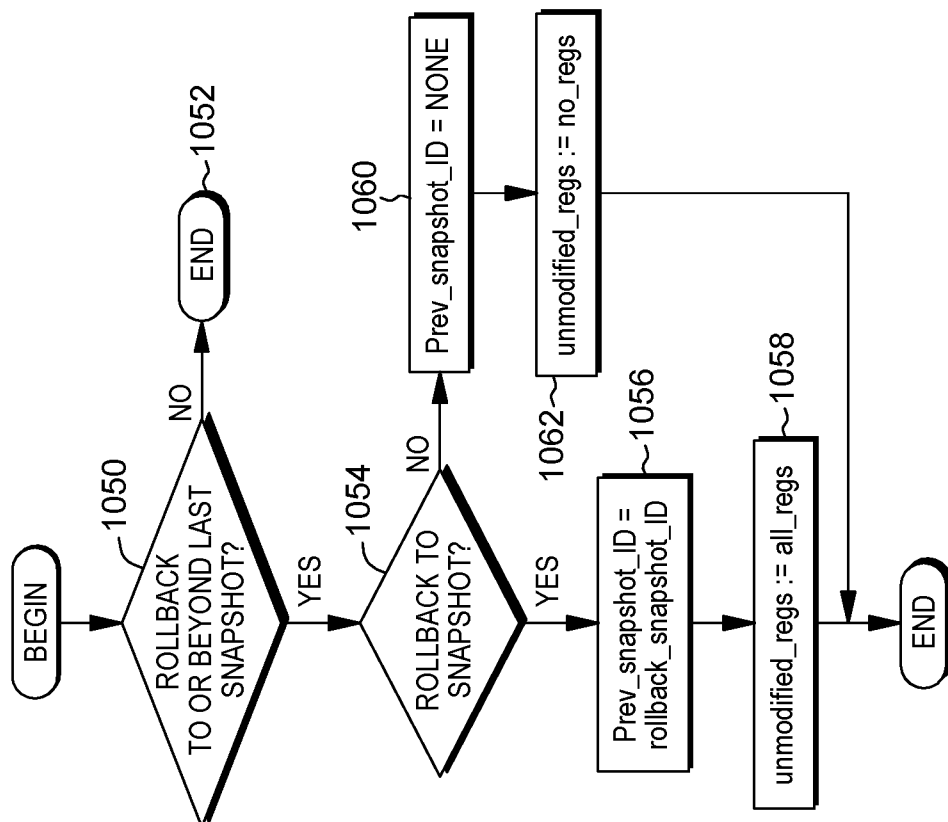 BEGIN
1050
ROLLBACK
TO OR BEYOND LAST
SNAPSHOT?
NO
END
1052
YES
1054
ROLLBACK TO
SNAPSHOT?
NO
1060
Prev_snapshot_ID = NONE
1062
unmodified_regs := no_regs
YES
1056
Prev_snapshot_ID =
rollback_snapshot_ID
1058
unmodified_regs := all_regs
END